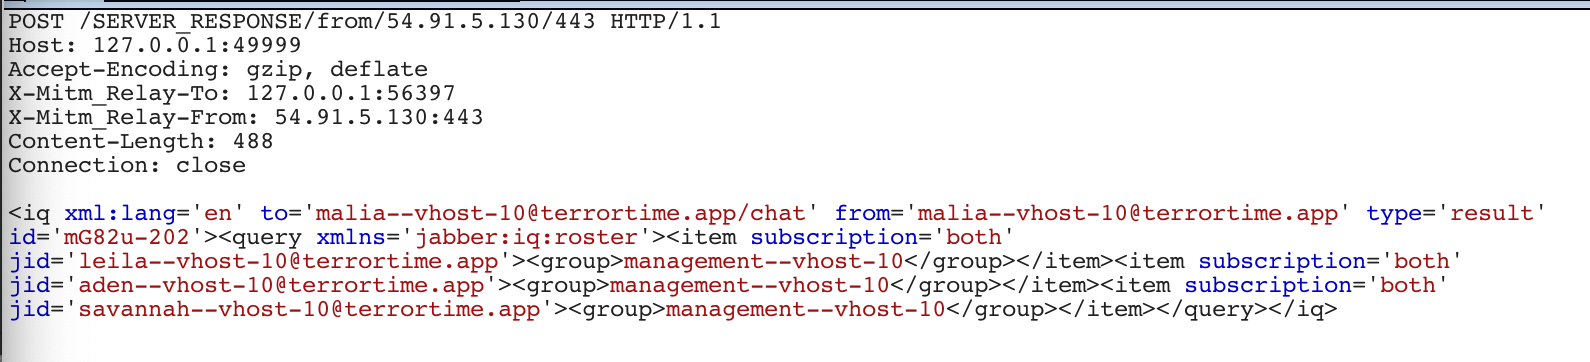 POST /SERVER_RESPONSE/from/54.91.5.130/443 HTTP/1.1
Host: 127.0.0.1:49999
Accept-Encoding: gzip, deflate
X-Mitm_Relay-To: 127.0.0.1:56397
X-Mitm_Relay-From: 54.91.5.130:443
Content-Length: 488
Connection: close

<iq xml:lang='en' to='malia--vhost-10@terrortime.app/chat' from='malia--vhost-10@terrortime.app' type='result'
id='mG82u-202'><query xmlns='jabber:iq:roster'><item subscription='both'
jid='leila--vhost-10@terrortime.app'><group>management--vhost-10</group></item><item subscription='both'
jid='aden--vhost-10@terrortime.app'><group>management--vhost-10</group></item><item subscription='both'
jid='savannah--vhost-10@terrortime.app'><group>management--vhost-10</group></item></query></iq>